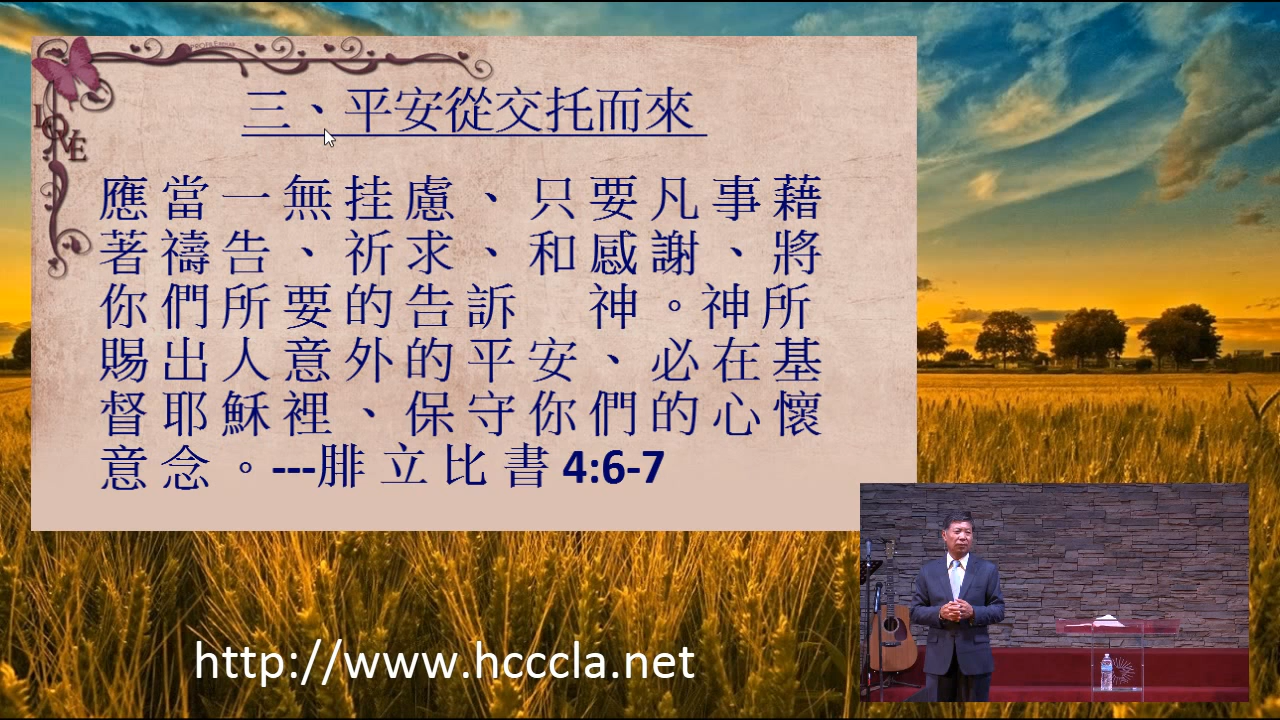 三、平安從交托而來
LOVE
應當一無挂慮、只要凡事藉
著禱告、祈求、和感謝、將
你們所要的告訴　神。神所
賜出人意外的平安、必在基
督耶穌裡、保守你們的心懷
意念。---腓立比書 4:6-7
http://www.hcccla.net